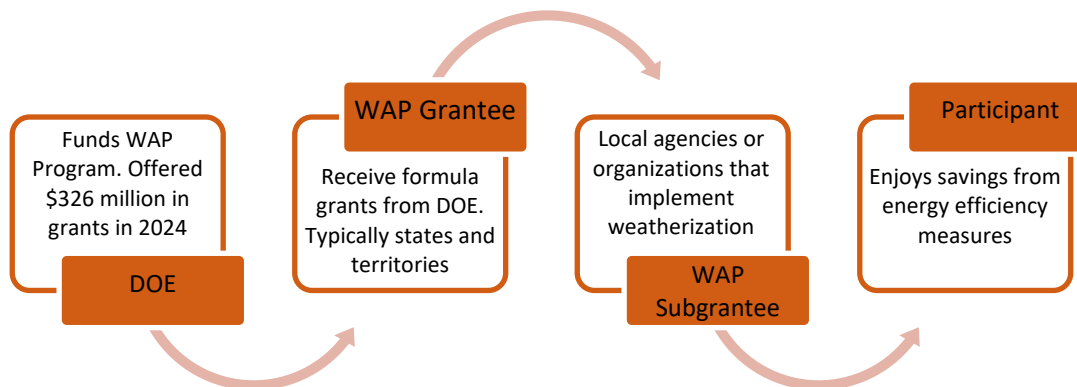 Funds WAP
Program. Offered
$326 million in
grants in 2024
DOE
WAP Grantee
Receive formula
grants from DOE.
Typically states and
territories
Local agencies or
organizations that
implement
weatherization
WAP
Subgrantee
Participant
Enjoys savings from
energy efficiency
measures